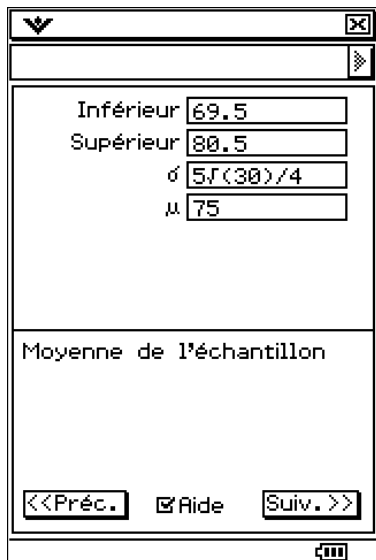 Inférieur 69.5
Supérieur 80.5
σ 5√(30)/4
μ 75
Moyenne de l'échantillon
<<Préc. Aide Suiv.>>